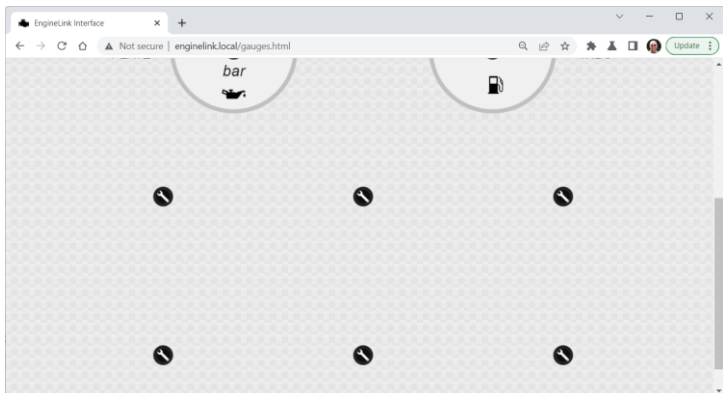 EngineLink Interface
Not secure | enginelink.local/gauges.html
Update
bar